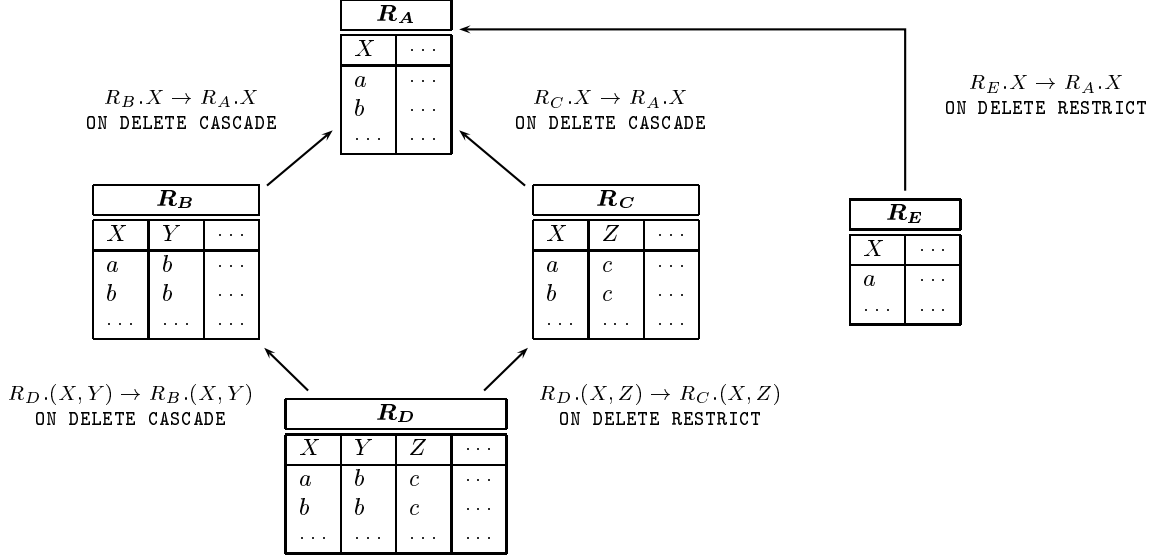 R_A
X ···
a ···
b ···
··· ···
R_B.X → R_A.X
ON DELETE CASCADE
R_C.X → R_A.X
ON DELETE CASCADE
R_E.X → R_A.X
ON DELETE RESTRICT
R_B
X Y ···
a b ···
b b ···
··· ··· ···
R_C
X Z ···
a c ···
b c ···
··· ··· ···
R_E
X ···
a ···
··· ···
R_D.(X, Y) → R_B.(X, Y)
ON DELETE CASCADE
R_D.(X, Z) → R_C.(X, Z)
ON DELETE RESTRICT
R_D
X Y Z ···
a b c ···
b b c ···
··· ··· ··· ···